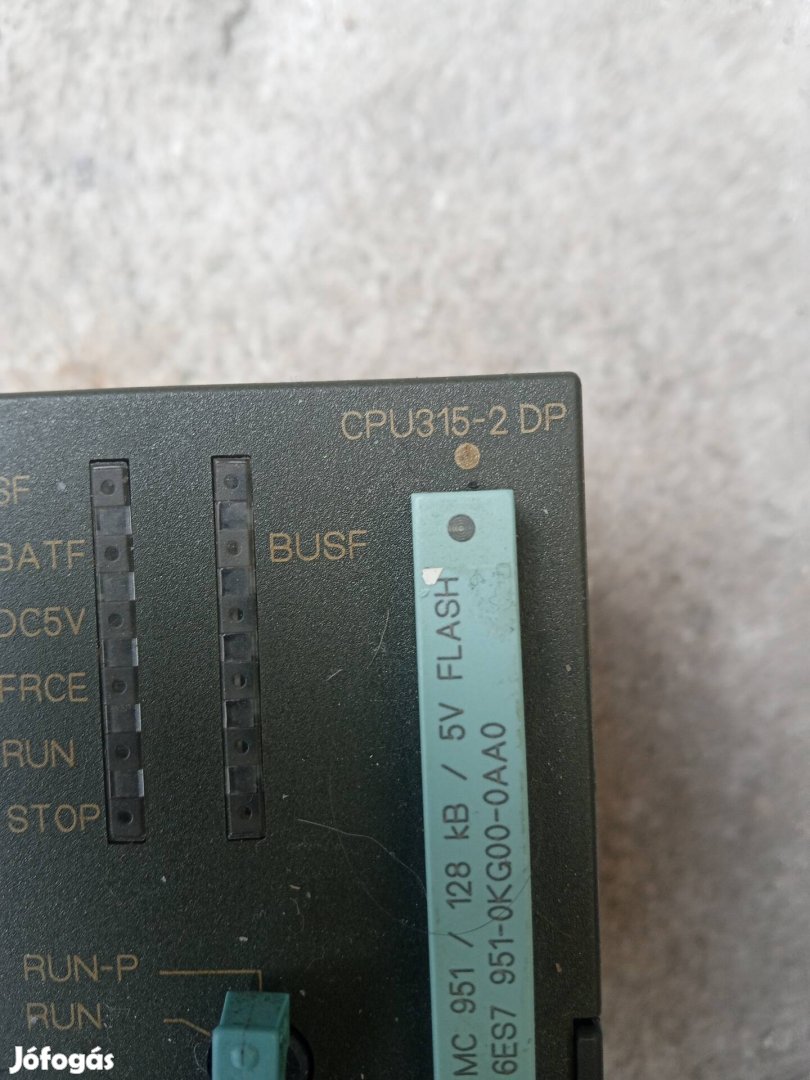 CPU315-2 DP
SF
BATF
BUSF
DC5V
FRCE
RUN
STOP
MC 951 / 128 kB / 5V FLASH
6ES7 951-0KG00-0AA0
RUN-P
RUN
Jófogás